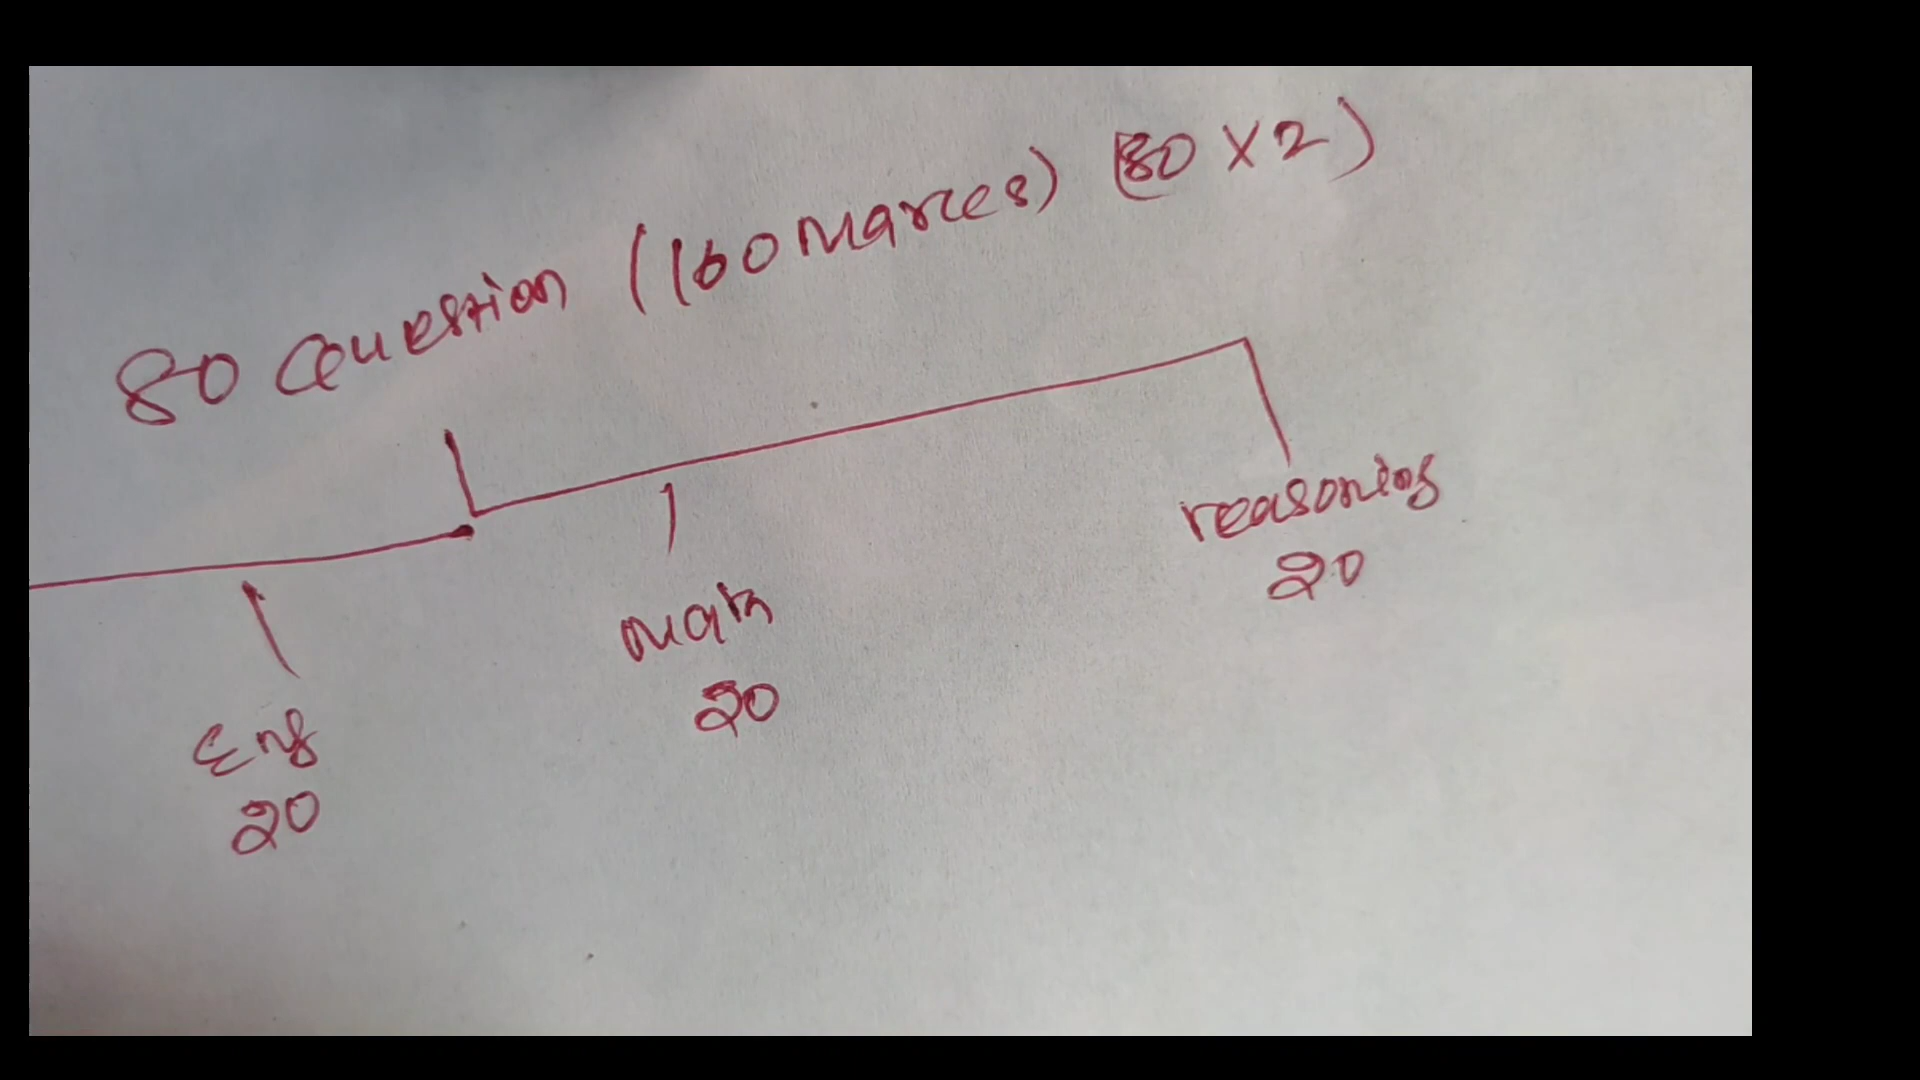 80 Question (160 Marks) (80 X 2)
reasoning
20
Math
20
Eng
20